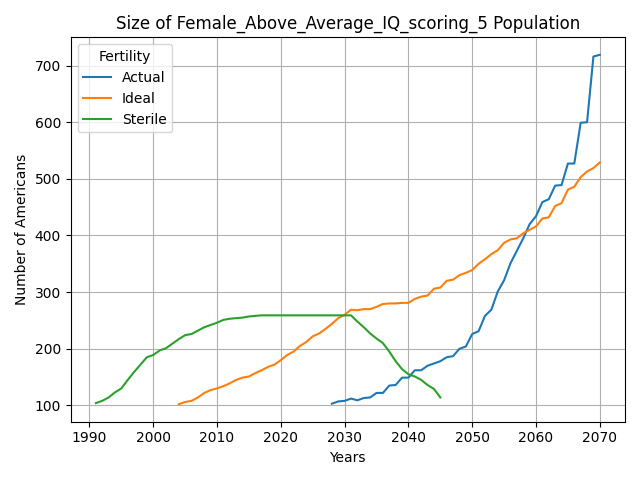 Size of Female_Above_Average_IQ_scoring_5 Population
Fertility
Actual
Ideal
Sterile
Number of Americans
700
600
500
400
300
200
100
1990 2000 2010 2020 2030 2040 2050 2060 2070
Years